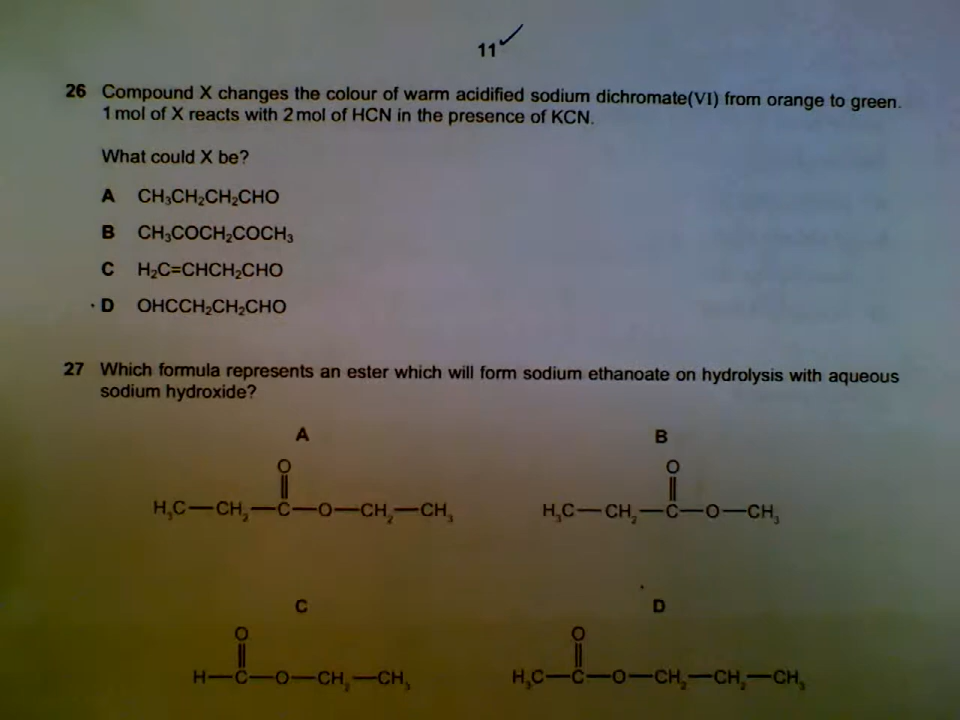 11
26 Compound X changes the colour of warm acidified sodium dichromate(VI) from orange to green.
1 mol of X reacts with 2 mol of HCN in the presence of KCN.
What could X be?
A CH₃CH₂CH₂CHO
B CH₃COCH₂COCH₃
C H₂C=CHCH₂CHO
D OHCCH₂CH₂CHO
27 Which formula represents an ester which will form sodium ethanoate on hydrolysis with aqueous
sodium hydroxide?
A B
O O
H₃C—CH₂—C—O—CH₂—CH₃ H₃C—CH₂—C—O—CH₃
C D
O O
H—C—O—CH₂—CH₃ H₃C—C—O—CH₂—CH₂—CH₃